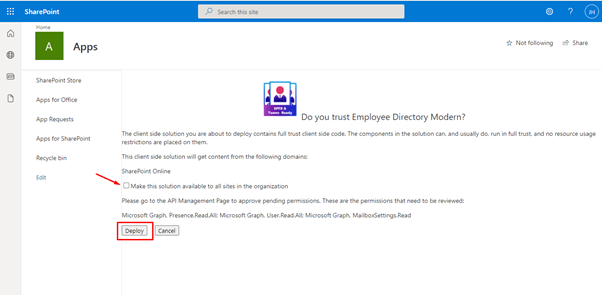 SharePoint
Search this site
?
JH
Home
A
Apps
Not following
Share
SharePoint Store
Apps for Office
App Requests
Apps for SharePoint
Recycle bin
Edit
SPFX &
Teams Ready
Do you trust Employee Directory Modern?
The client side solution you are about to deploy contains full trust client side code. The components in the solution can, and usually do, run in full trust, and no resource usage
restrictions are placed on them.
This client side solution will get content from the following domains:
SharePoint Online
Make this solution available to all sites in the organization
Please go to the API Management Page to approve pending permissions. These are the permissions that need to be reviewed:
Microsoft Graph, Presence.Read.All; Microsoft Graph, User.Read.All; Microsoft Graph, MailboxSettings.Read
Deploy
Cancel